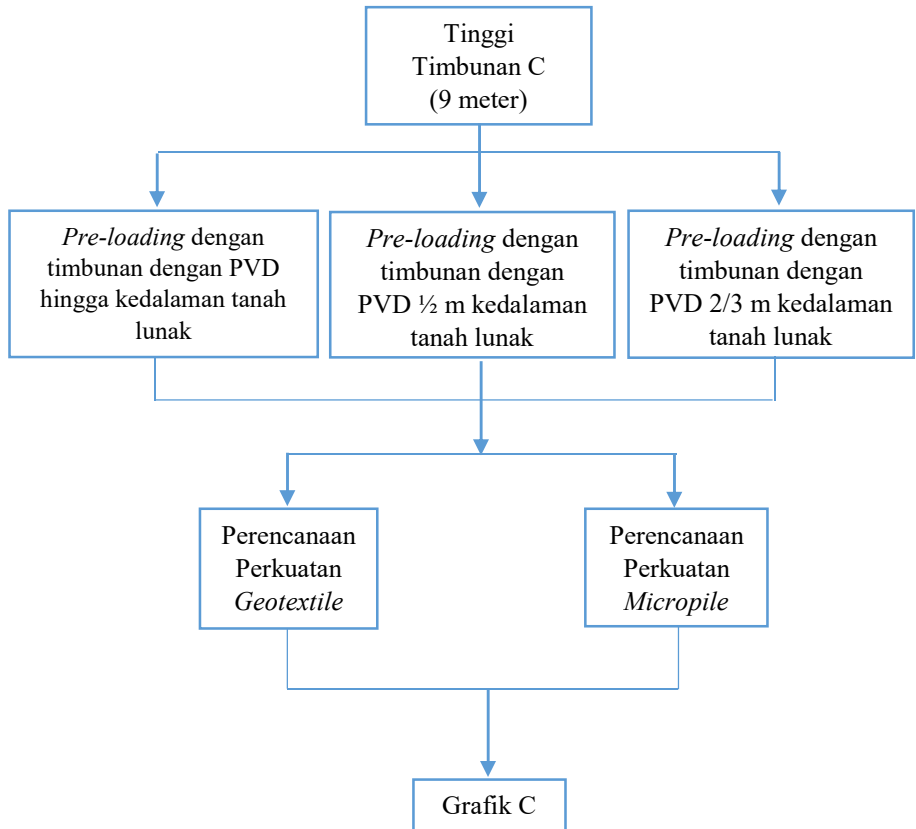 Tinggi
Timbunan C
(9 meter)
Pre-loading dengan
timbunan dengan PVD
hingga kedalaman tanah
lunak
Pre-loading dengan
timbunan dengan
PVD ½ m kedalaman
tanah lunak
Pre-loading dengan
timbunan dengan
PVD 2/3 m kedalaman
tanah lunak
Perencanaan
Perkuatan
Geotextile
Perencanaan
Perkuatan
Micropile
Grafik C